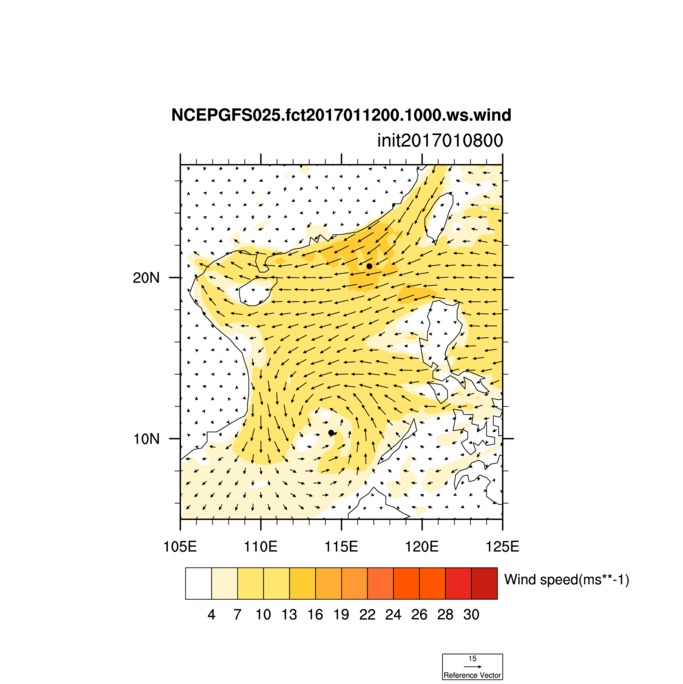 NCEPGFS025.fct2017011200.1000.ws.wind
init2017010800
20N
10N
105E 110E 115E 120E 125E
Wind speed(ms**-1)
4 7 10 13 16 19 22 24 26 28 30
15
Reference Vector